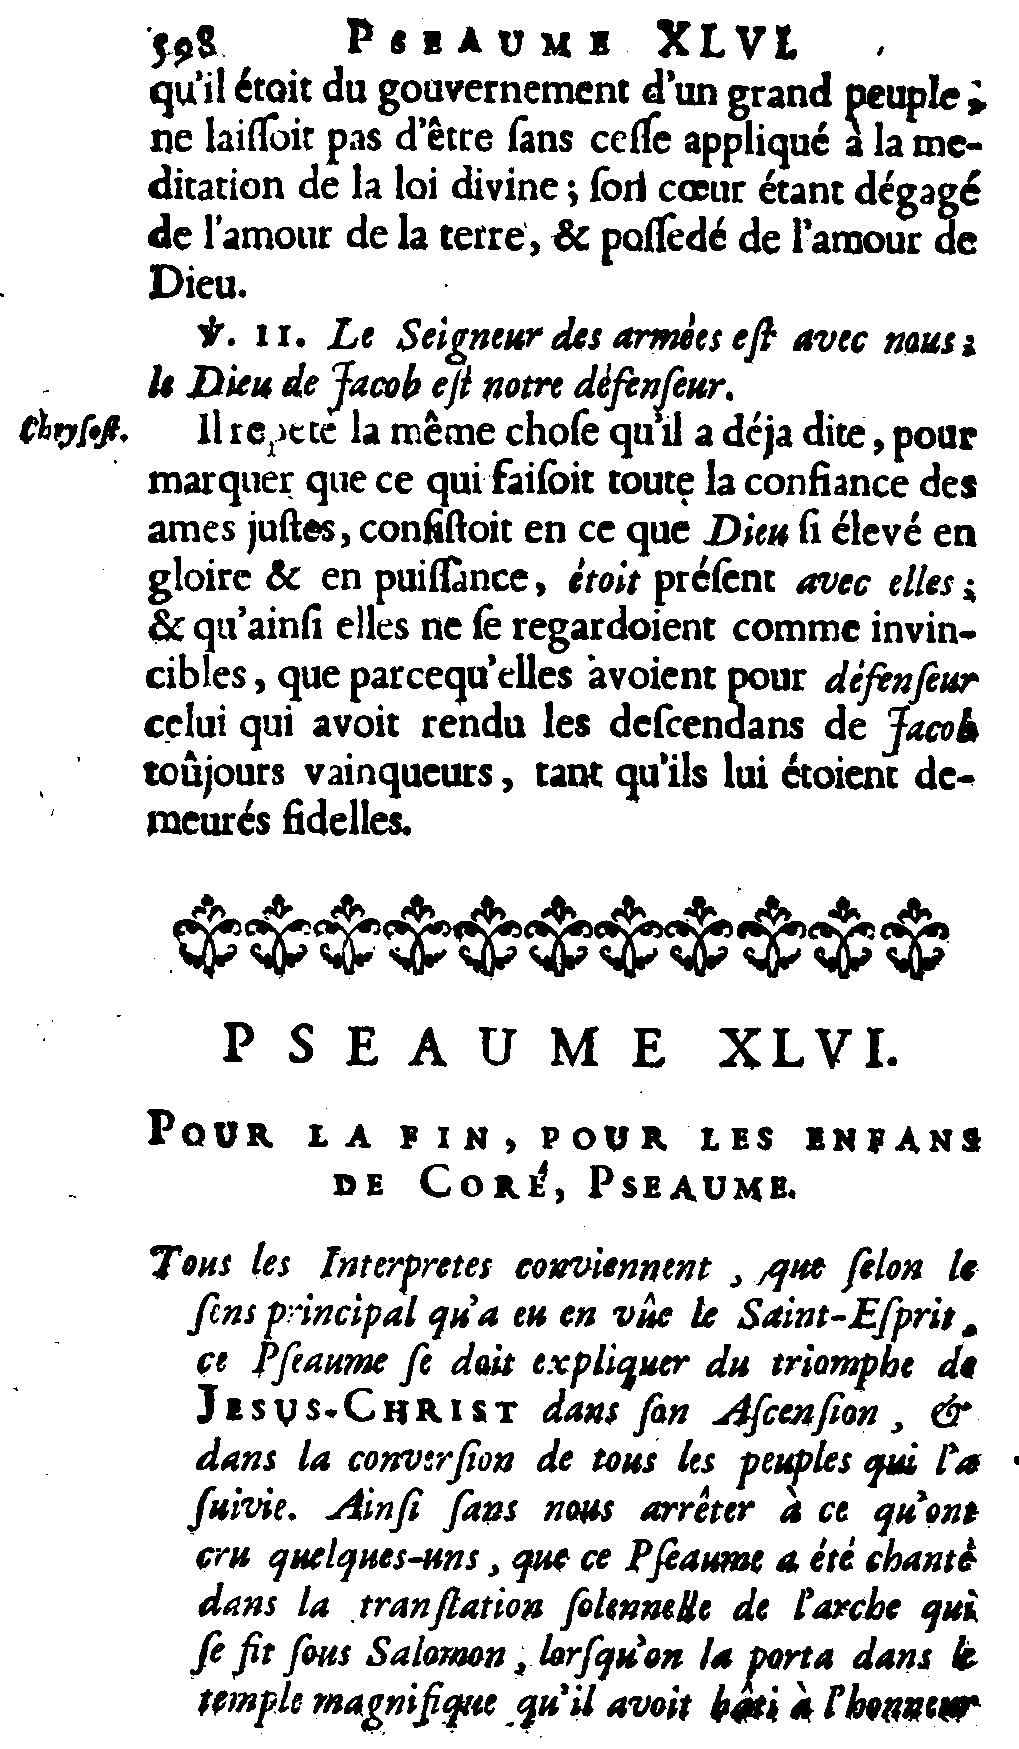 598 PSEAUME XLVI.
qu'il étoit du gouvernement d'un grand peuple ;
ne laiſſoit pas d'être ſans ceſſe appliqué à la me-
ditation de la loi divine ; ſon cœur étant dégagé
de l'amour de la terre, & poſſedé de l'amour de
Dieu.
℣. 11. Le Seigneur des armées eſt avec nous ;
le Dieu de Jacob eſt notre défenſeur.
Chryſoſt. Il repete la même choſe qu'il a déja dite, pour
marquer que ce qui faiſoit toute la confiance des
ames juſtes, conſiſtoit en ce que Dieu ſi élevé en
gloire & en puiſſance, étoit préſent avec elles ;
& qu'ainſi elles ne ſe regardoient comme invin-
cibles, que parcequ'elles avoient pour défenſeur
celui qui avoit rendu les deſcendans de Jacob
toûjours vainqueurs, tant qu'ils lui étoient de-
meurés fidelles.
PSEAUME XLVI.
POUR LA FIN, POUR LES ENFANS
DE CORÉ, PSEAUME.
Tous les Interpretes conviennent, que ſelon le
ſens principal qu'a eu en vûe le Saint-Eſprit,
ce Pſeaume ſe doit expliquer du triomphe de
JESUS-CHRIST dans ſon Aſcenſion, &
dans la converſion de tous les peuples qui l'a
ſuivie. Ainſi ſans nous arrêter à ce qu'ont
cru quelques-uns, que ce Pſeaume a été chanté
dans la tranſlation ſolennelle de l'arche qui
ſe fit ſous Salomon, lorſqu'on la porta dans le
temple magnifique qu'il avoit bâti à l'honneur